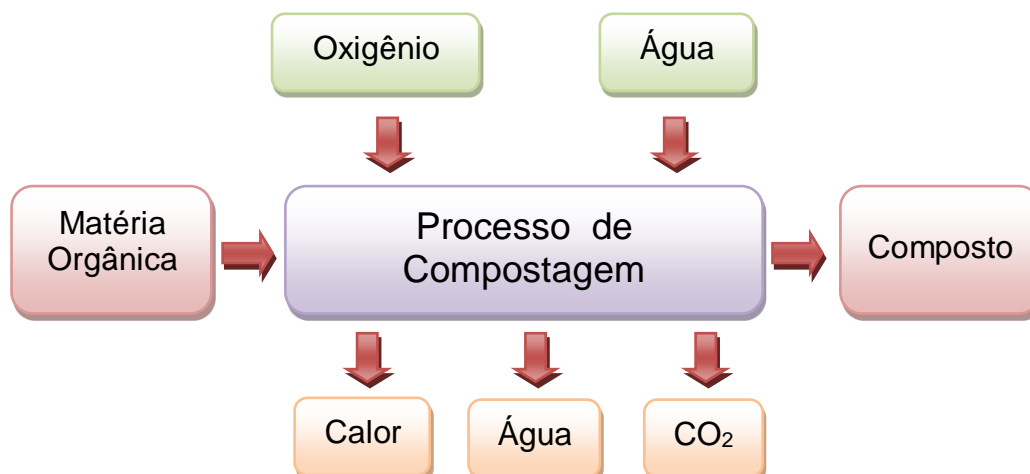 Oxigênio
Água
Matéria
Orgânica
Processo de
Compostagem
Composto
Calor
Água
CO₂